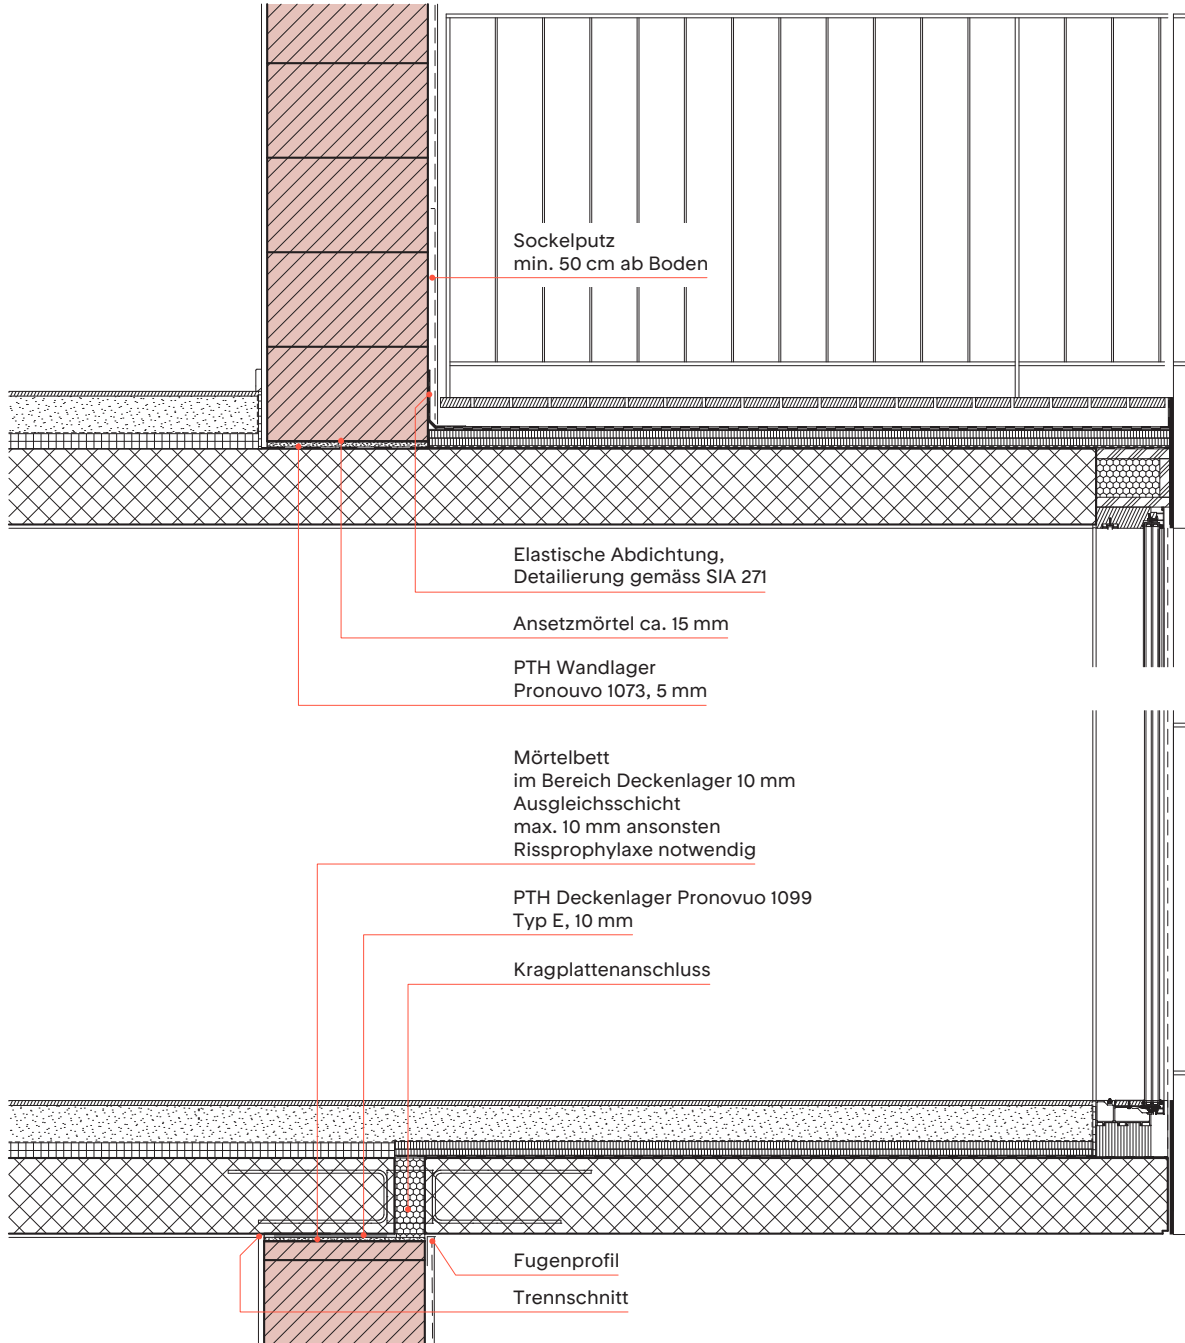 Sockelputz
min. 50 cm ab Boden
Elastische Abdichtung,
Detailierung gemäss SIA 271
Ansetzmörtel ca. 15 mm
PTH Wandlager
Pronouvo 1073, 5 mm
Mörtelbett
im Bereich Deckenlager 10 mm
Ausgleichsschicht
max. 10 mm ansonsten
Rissprophylaxe notwendig
PTH Deckenlager Pronovuo 1099
Typ E, 10 mm
Kragplattenanschluss
Fugenprofil
Trennschnitt